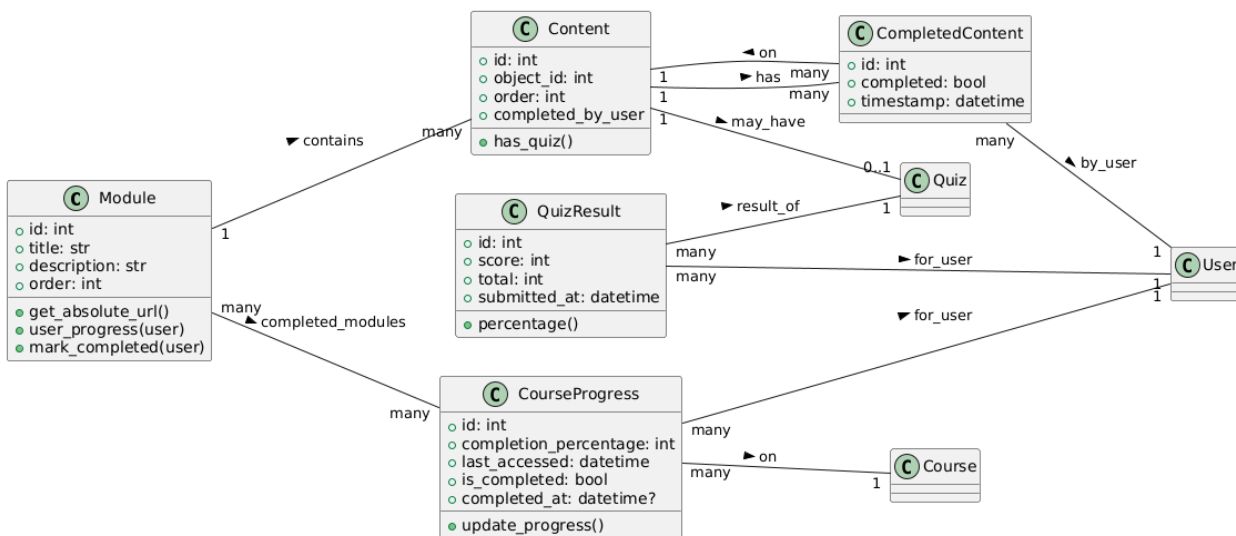 C Module
id: int
title: str
description: str
order: int
get_absolute_url()
user_progress(user)
mark_completed(user)
1
contains
many
many
completed_modules
many
C Content
id: int
object_id: int
order: int
completed_by_user
has_quiz()
1
on
many
1
has
many
1
may_have
0..1
C CompletedContent
id: int
completed: bool
timestamp: datetime
many
by_user
1
C QuizResult
id: int
score: int
total: int
submitted_at: datetime
percentage()
many
result_of
1
many
for_user
1
C Quiz
C User
C CourseProgress
id: int
completion_percentage: int
last_accessed: datetime
is_completed: bool
completed_at: datetime?
update_progress()
many
for_user
1
many
on
1
C Course